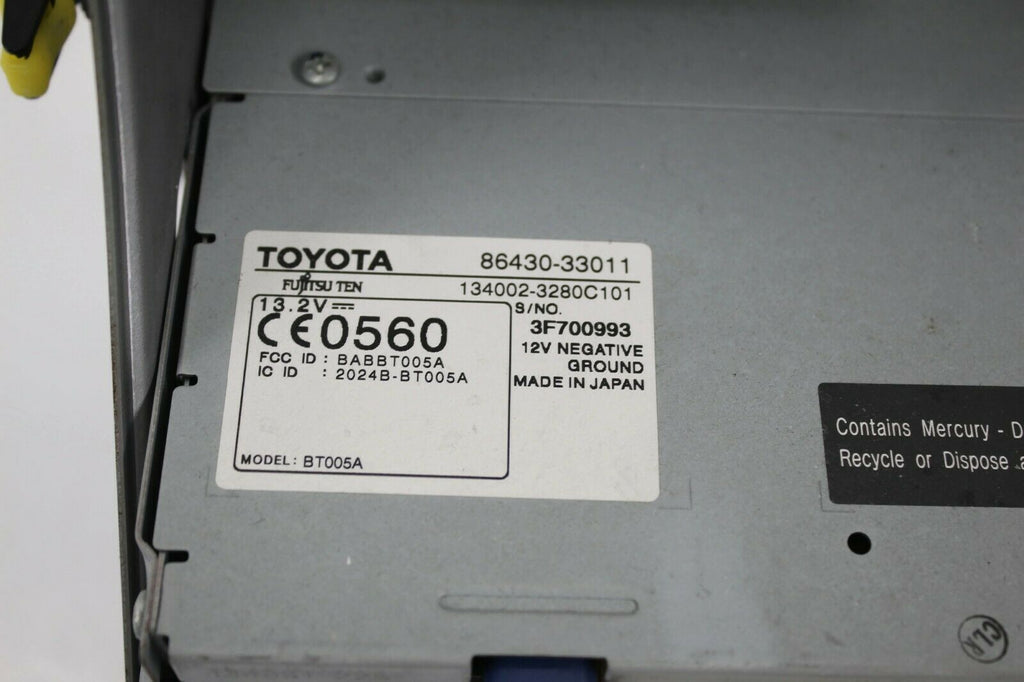 TOYOTA 86430-33011
FUJITSU TEN 134002-3280C101
13.2V
CE0560
FCC ID : BABBT005A
IC ID : 2024B-BT005A
MODEL: BT005A
S/NO.
3F700993
12V NEGATIVE
GROUND
MADE IN JAPAN
Contains Mercury - D
Recycle or Dispose a
CLR